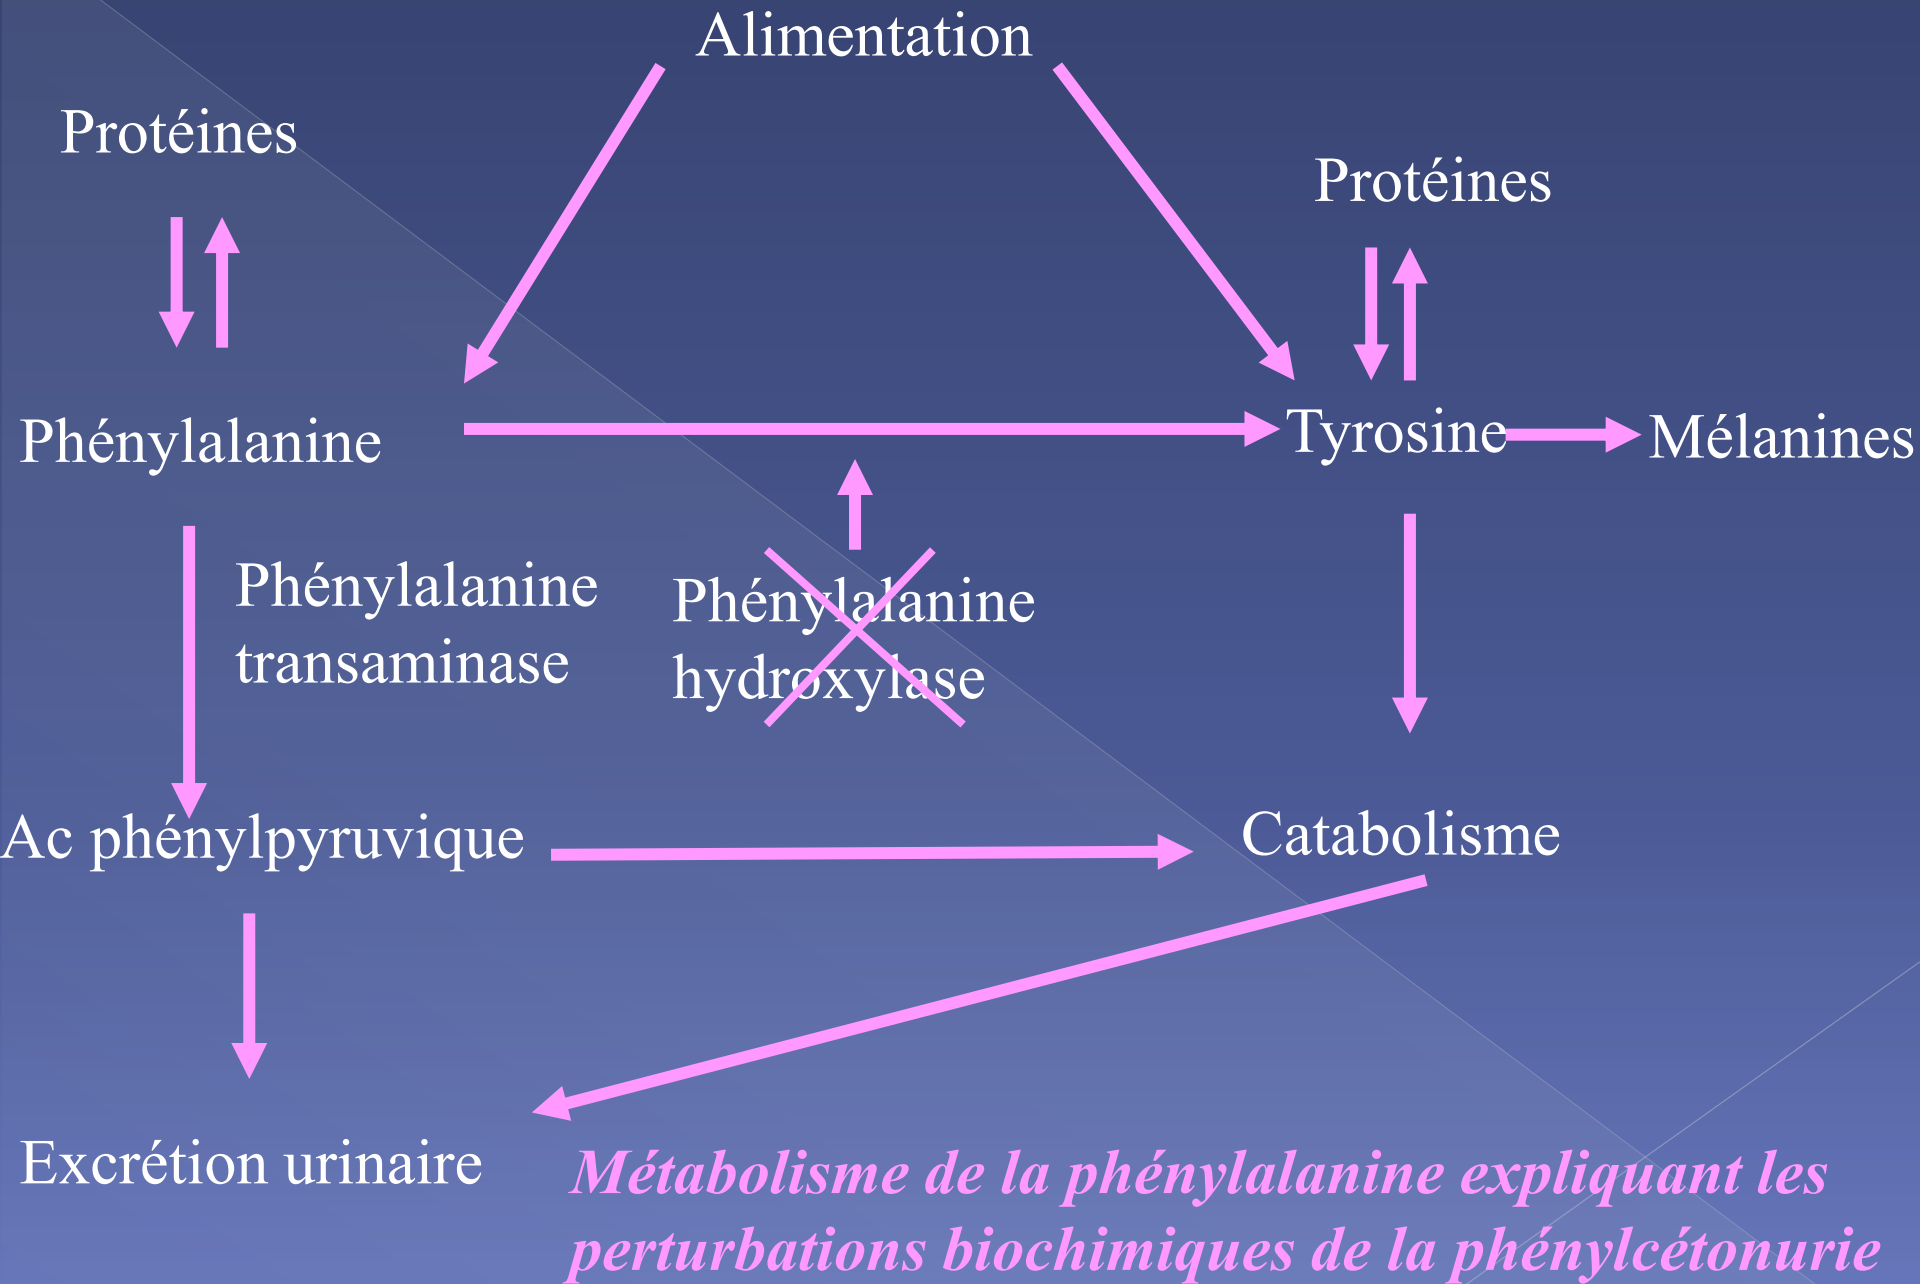 Alimentation
Protéines
Protéines
Phénylalanine
Tyrosine
Mélanines
Phénylalanine
transaminase
Phénylalanine
hydroxylase
Ac phénylpyruvique
Catabolisme
Excrétion urinaire
Métabolisme de la phénylalanine expliquant les
perturbations biochimiques de la phénylcétonurie